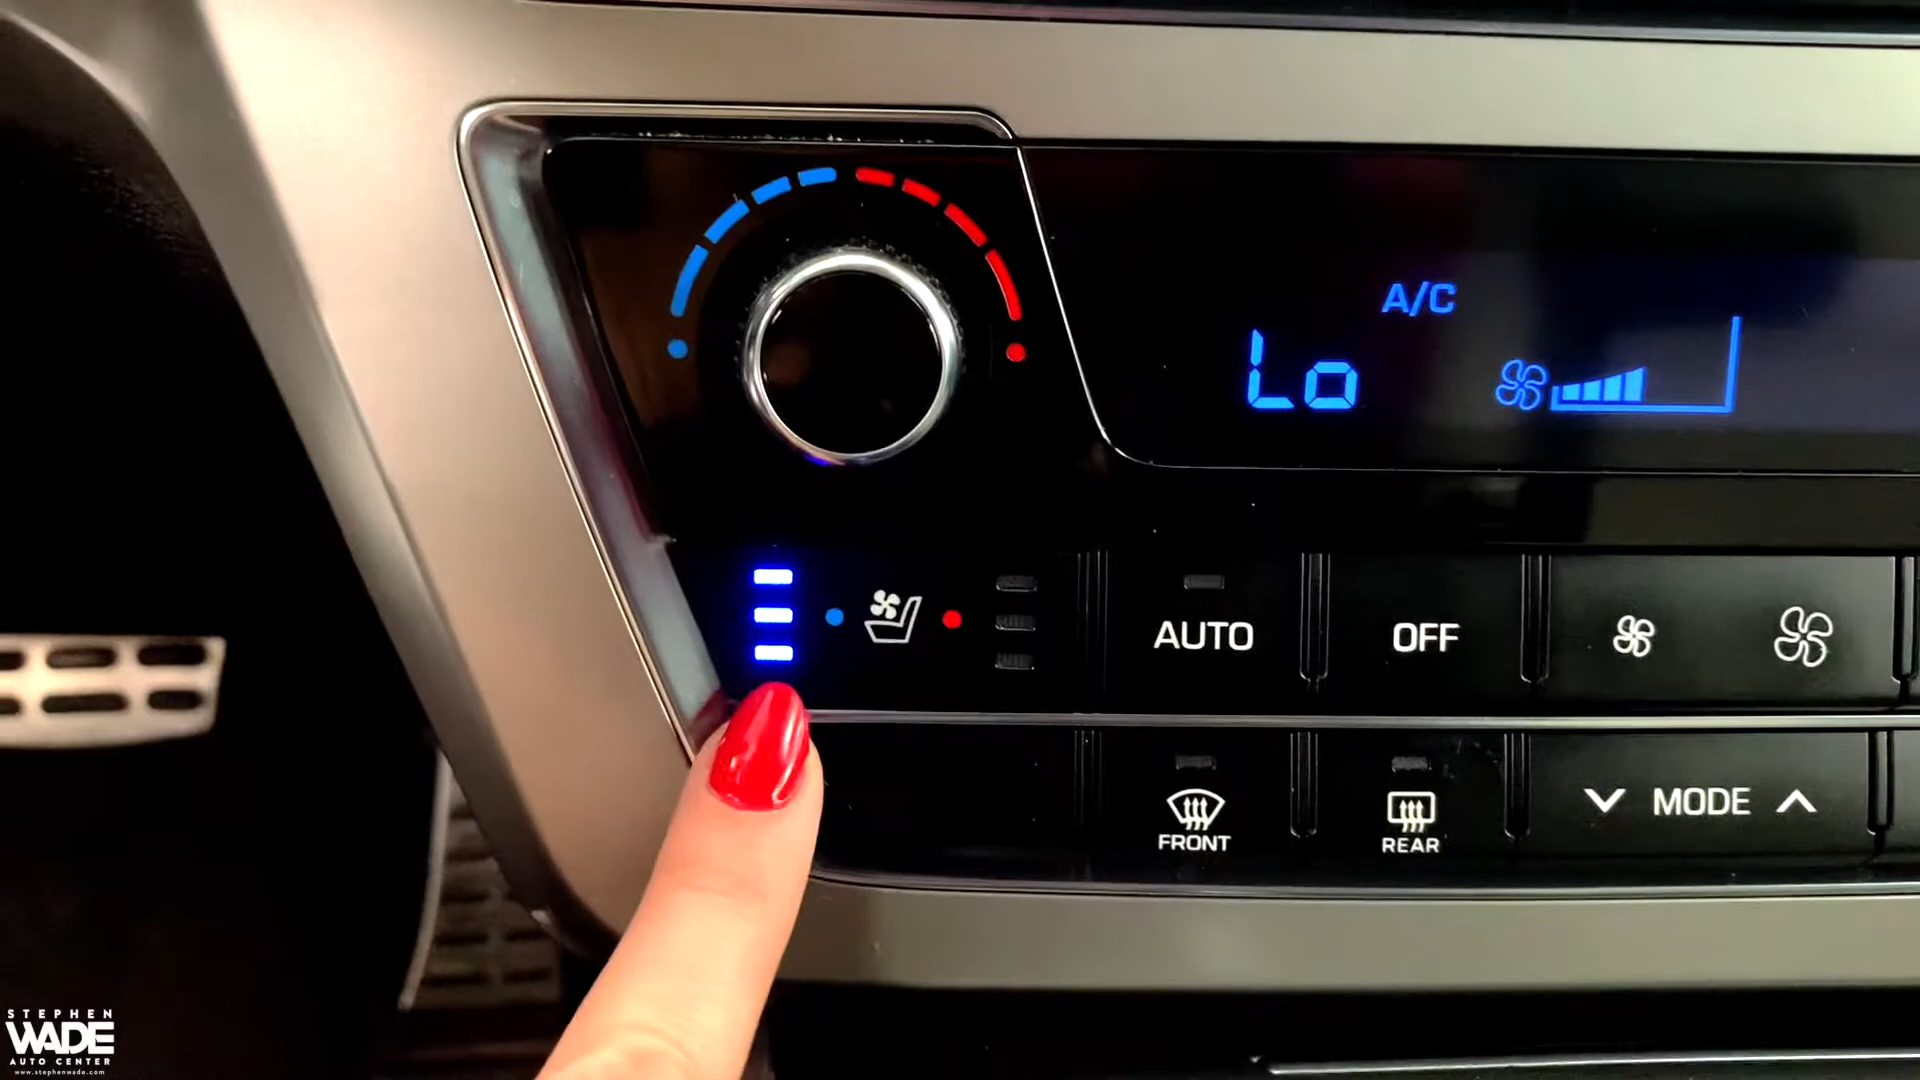 A/C
Lo
AUTO
OFF
FRONT
REAR
MODE
STEPHEN
WADE
AUTO CENTER
www.stephenwade.com